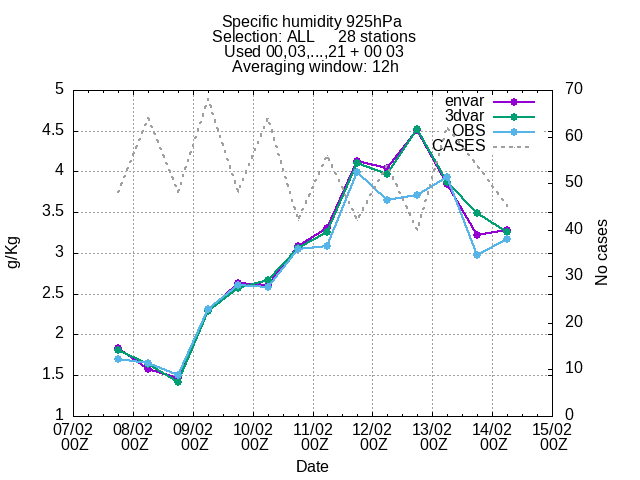 Specific humidity 925hPa
Selection: ALL 28 stations
Used 00,03,...,21 + 00 03
Averaging window: 12h
envar
3dvar
OBS
CASES
5
4.5
4
3.5
3
2.5
2
1.5
1
70
60
50
40
30
20
10
0
g/Kg
No cases
07/02 08/02 09/02 10/02 11/02 12/02 13/02 14/02 15/02
00Z 00Z 00Z 00Z 00Z 00Z 00Z 00Z 00Z
Date